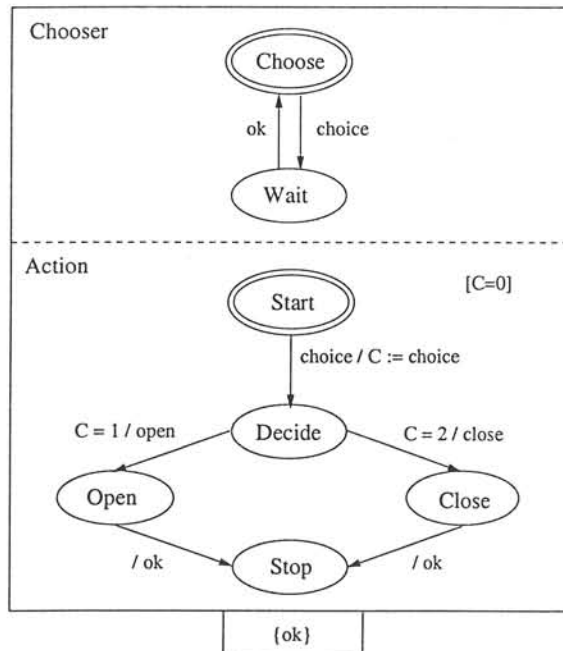 Chooser
Choose
ok
choice
Wait
Action
[C=0]
Start
choice / C := choice
C = 1 / open
Decide
C = 2 / close
Open
Close
/ ok
Stop
/ ok
{ok}